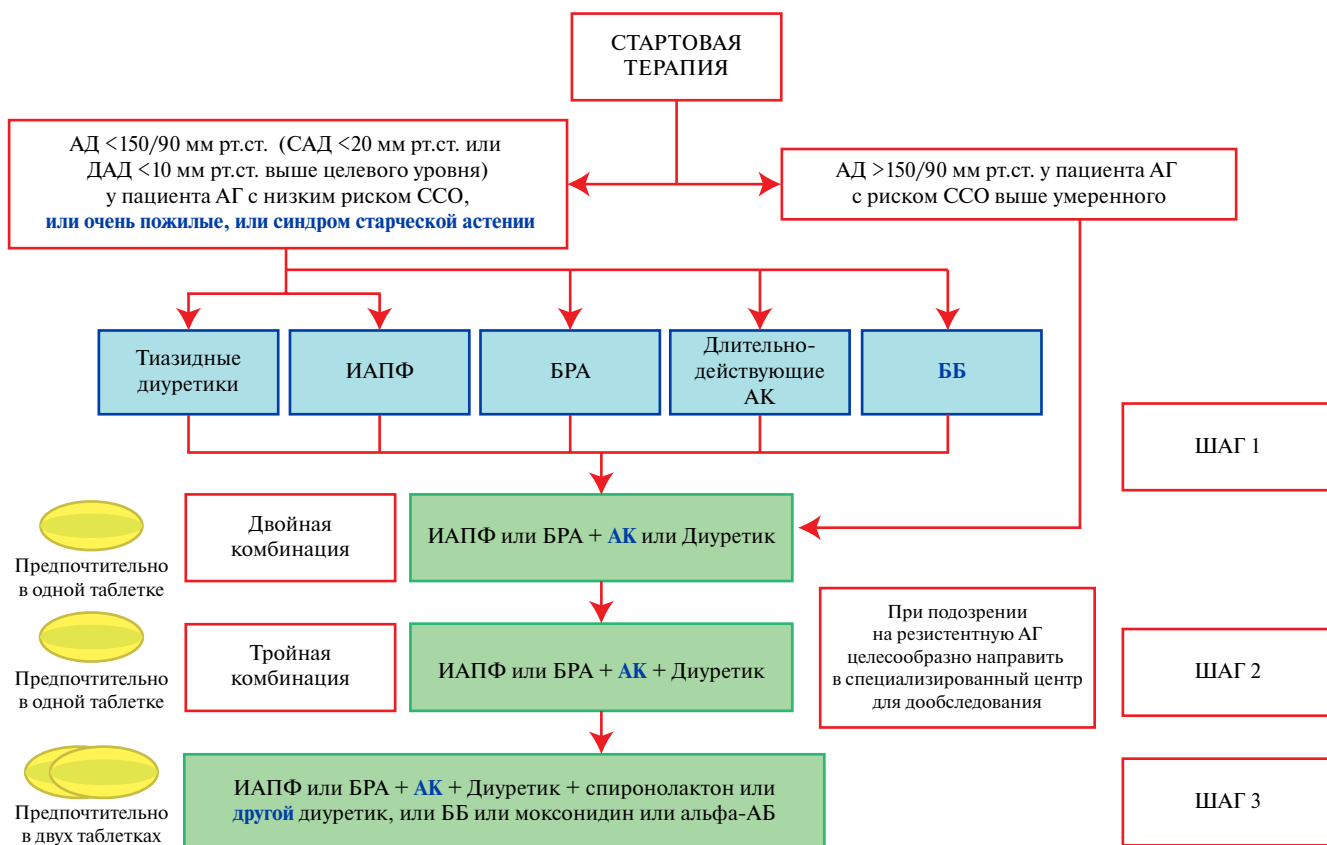 СТАРТОВАЯ
ТЕРАПИЯ
АД <150/90 мм рт.ст. (САД <20 мм рт.ст. или
ДАД <10 мм рт.ст. выше целевого уровня)
у пациента АГ с низким риском ССО,
или очень пожилые, или синдром старческой астении
АД >150/90 мм рт.ст. у пациента АГ
с риском ССО выше умеренного
Тиазидные
диуретики
ИАПФ
БРА
Длительно-
действующие
АК
ББ
ШАГ 1
Предпочтительно
в одной таблетке
Двойная
комбинация
ИАПФ или БРА + АК или Диуретик
Предпочтительно
в одной таблетке
Тройная
комбинация
ИАПФ или БРА + АК + Диуретик
При подозрении
на резистентную АГ
целесообразно направить
в специализированный центр
для дообследования
ШАГ 2
Предпочтительно
в двух таблетках
ИАПФ или БРА + АК + Диуретик + спиронолактон или
другой диуретик, или ББ или моксонидин или альфа-АБ
ШАГ 3